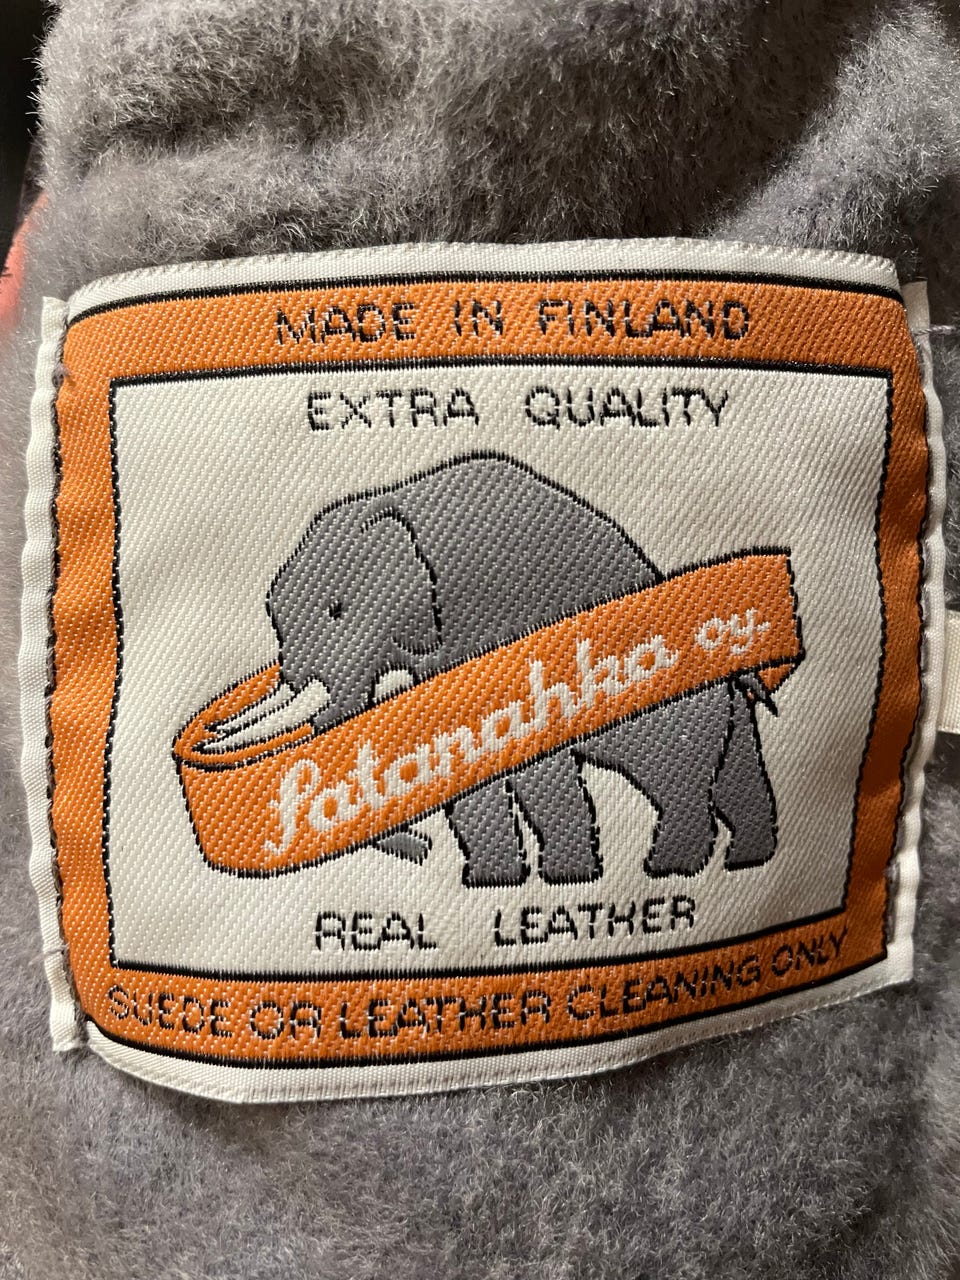 MADE IN FINLAND
EXTRA QUALITY
Satanahka oy.
REAL LEATHER
SUEDE OR LEATHER CLEANING ONLY